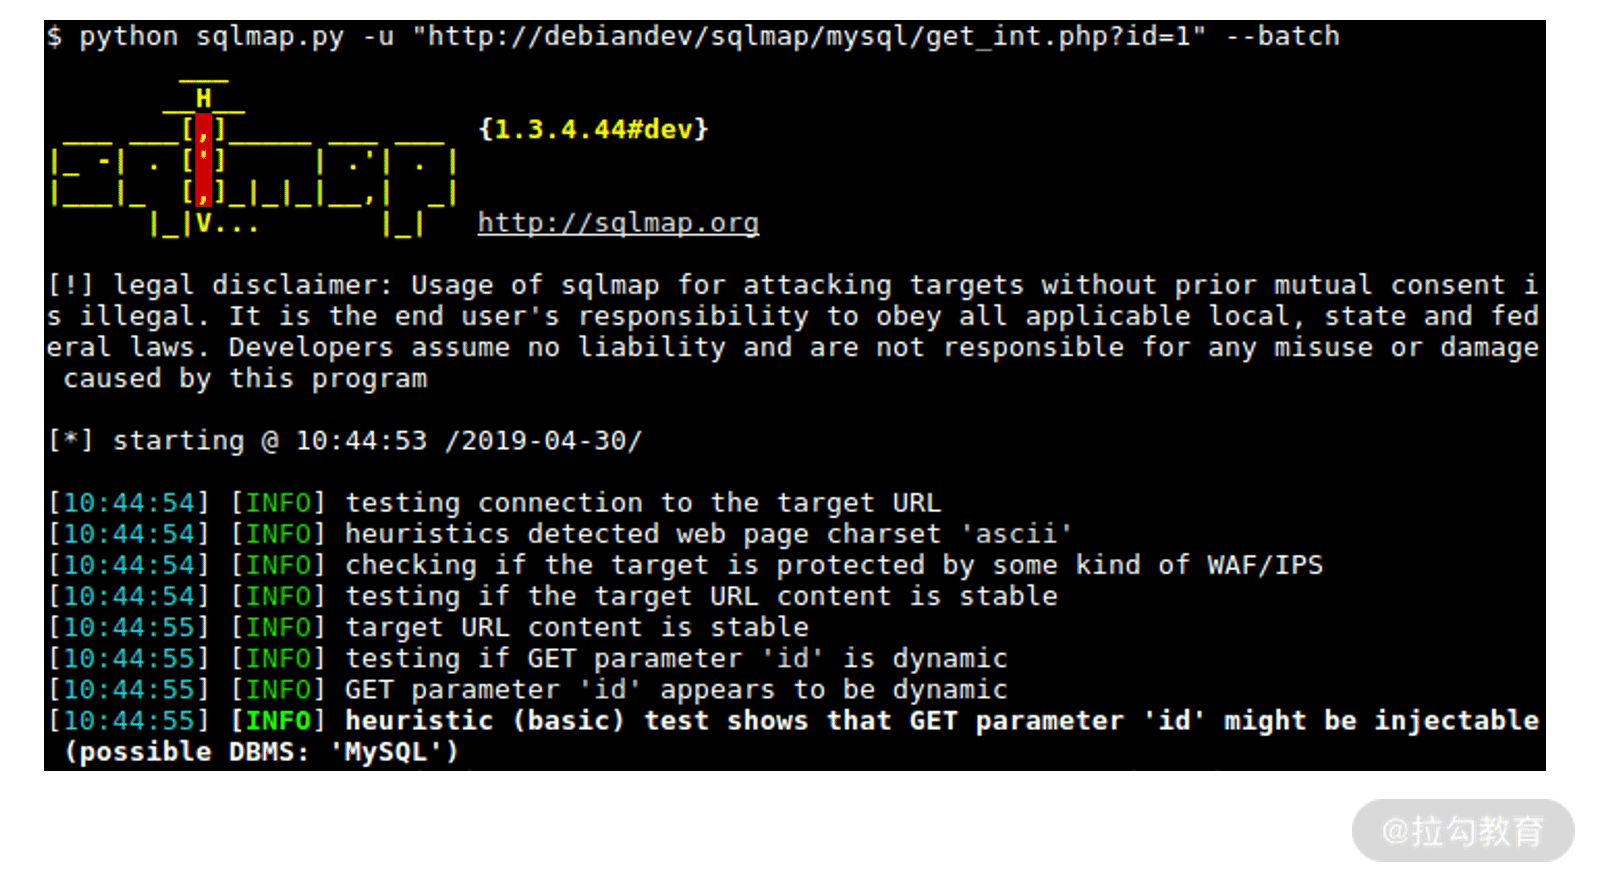 $ python sqlmap.py -u "http://debiandev/sqlmap/mysql/get_int.php?id=1" --batch
        ___
       __H__
 ___ ___[,]_____ ___ ___  {1.3.4.44#dev}
|_ -| . [']     | .'| . |
|___|_  [,]_|_|_|__,|  _|
      |_|V...       |_|   http://sqlmap.org
[!] legal disclaimer: Usage of sqlmap for attacking targets without prior mutual consent i
s illegal. It is the end user's responsibility to obey all applicable local, state and fed
eral laws. Developers assume no liability and are not responsible for any misuse or damage
 caused by this program
[*] starting @ 10:44:53 /2019-04-30/
[10:44:54] [INFO] testing connection to the target URL
[10:44:54] [INFO] heuristics detected web page charset 'ascii'
[10:44:54] [INFO] checking if the target is protected by some kind of WAF/IPS
[10:44:54] [INFO] testing if the target URL content is stable
[10:44:55] [INFO] target URL content is stable
[10:44:55] [INFO] testing if GET parameter 'id' is dynamic
[10:44:55] [INFO] GET parameter 'id' appears to be dynamic
[10:44:55] [INFO] heuristic (basic) test shows that GET parameter 'id' might be injectable
 (possible DBMS: 'MySQL')
@拉勾教育